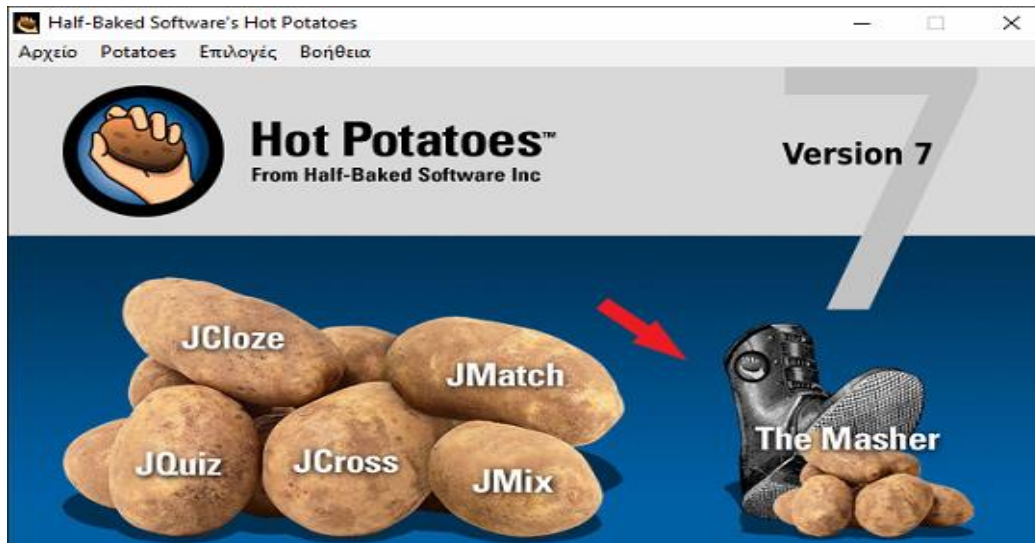 Half-Baked Software's Hot Potatoes
Αρχείο Potatoes Επιλογές Βοήθεια
Hot Potatoes™
From Half-Baked Software Inc
Version 7
7
JCloze
JMatch
The Masher
JQuiz
JCross
JMix